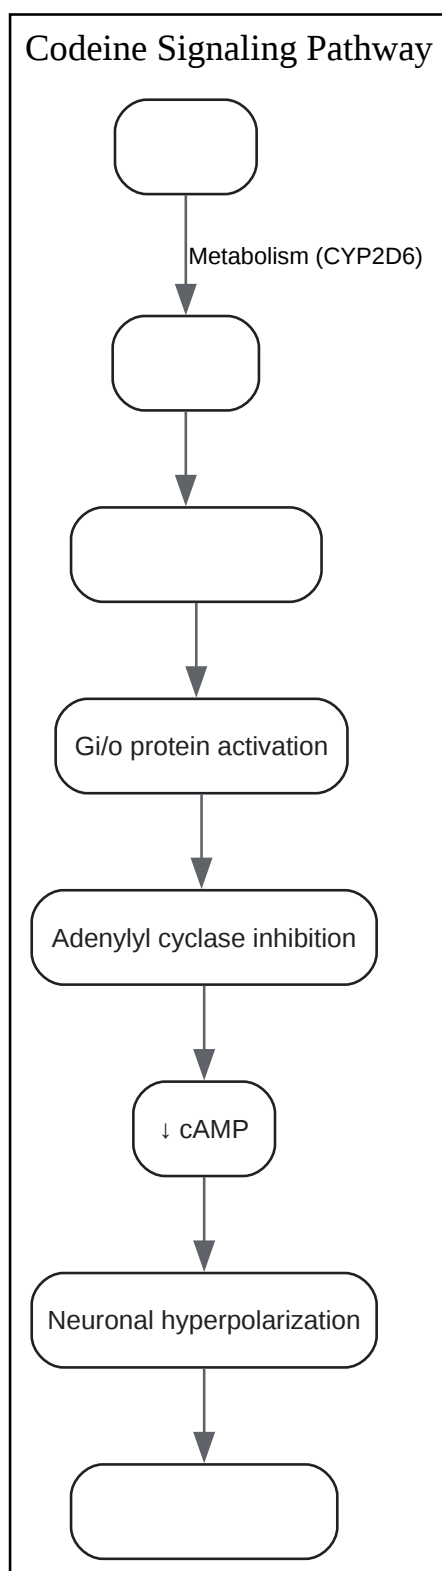 Codeine Signaling Pathway
Metabolism (CYP2D6)
Gi/o protein activation
Adenylyl cyclase inhibition
↓ cAMP
Neuronal hyperpolarization